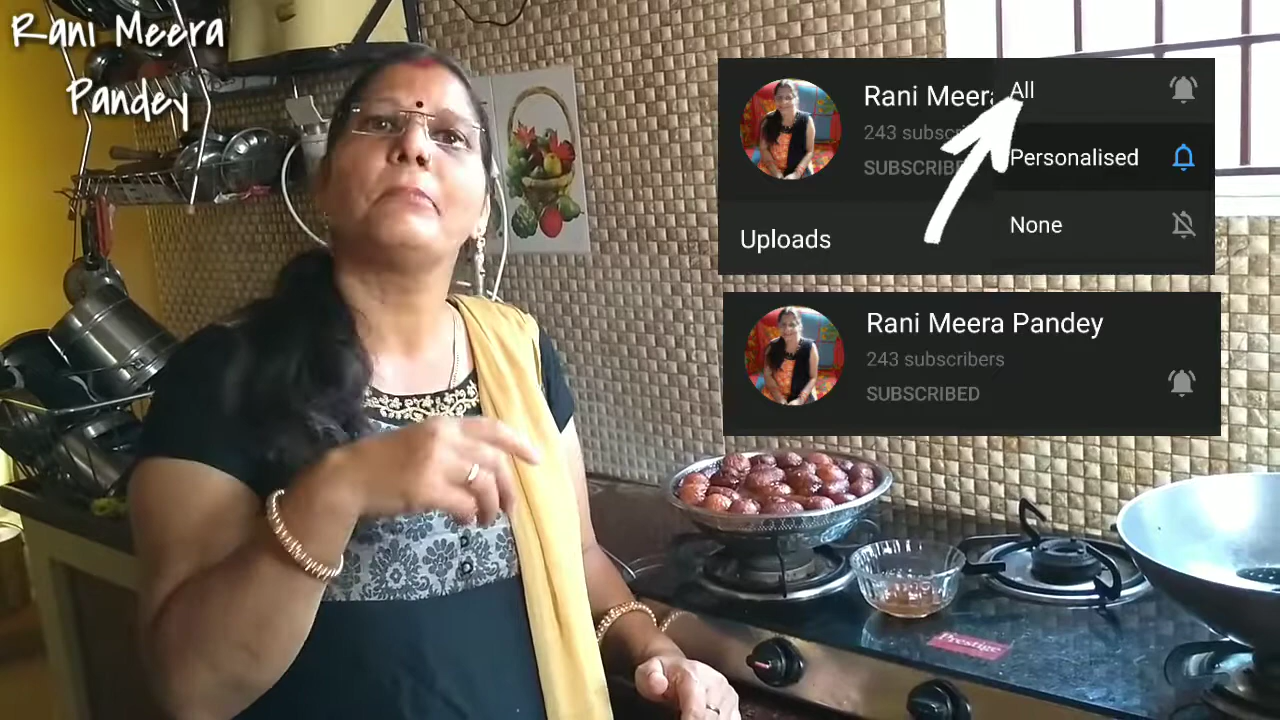 Rani Meera
Pandey
Rani Meera
243 subscri
SUBSCRIBED
Uploads
All
Personalised
None
Rani Meera Pandey
243 subscribers
SUBSCRIBED
Prestige